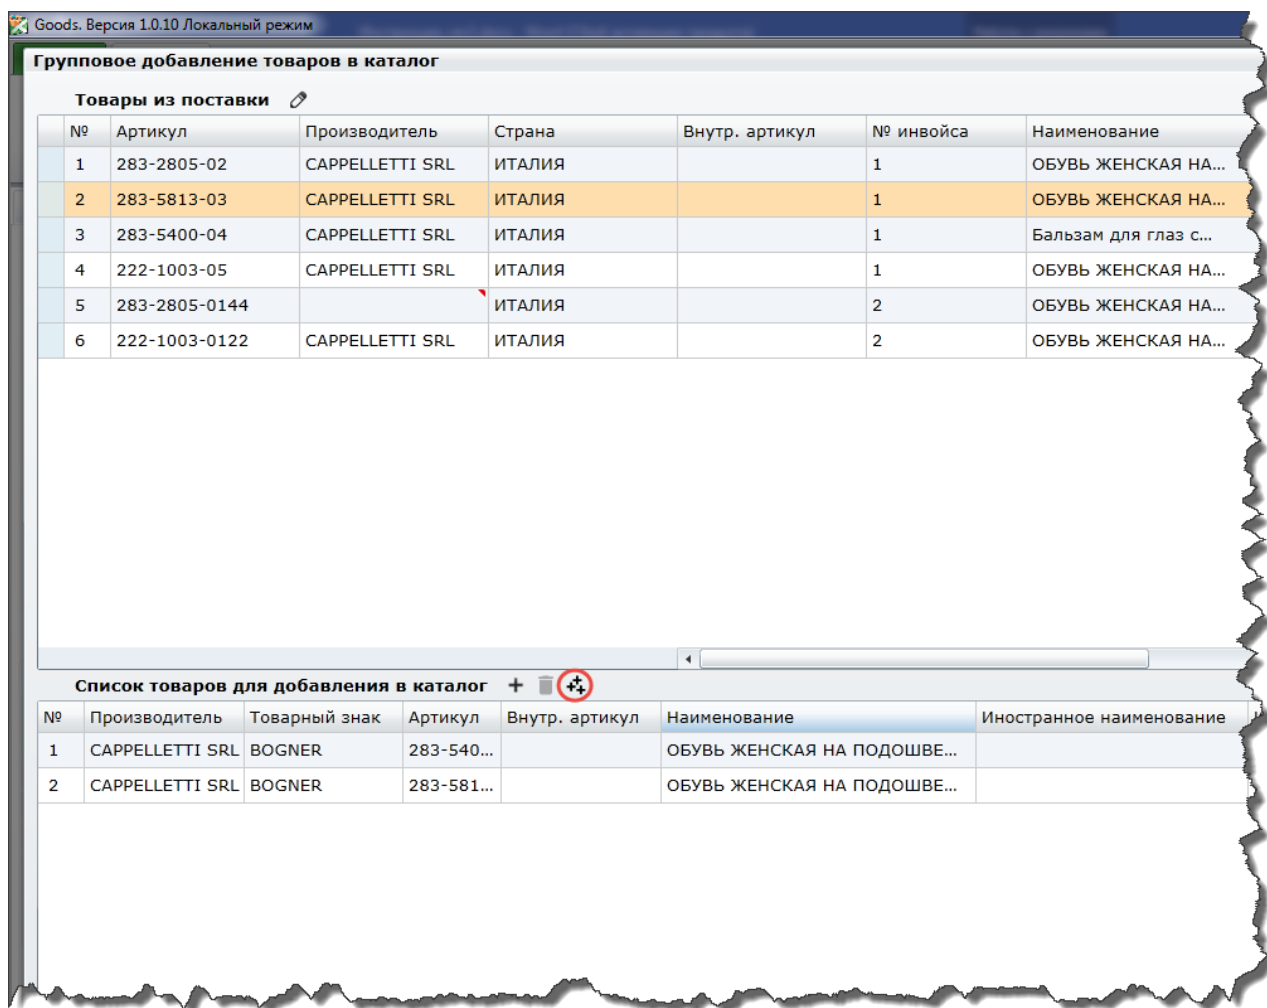 Goods. Версия 1.0.10 Локальный режим
Групповое добавление товаров в каталог
Товары из поставки
№ Артикул Производитель Страна Внутр. артикул № инвойса Наименование
1 283-2805-02 CAPPELLETTI SRL ИТАЛИЯ 1 ОБУВЬ ЖЕНСКАЯ НА...
2 283-5813-03 CAPPELLETTI SRL ИТАЛИЯ 1 ОБУВЬ ЖЕНСКАЯ НА...
3 283-5400-04 CAPPELLETTI SRL ИТАЛИЯ 1 Бальзам для глаз с...
4 222-1003-05 CAPPELLETTI SRL ИТАЛИЯ 1 ОБУВЬ ЖЕНСКАЯ НА...
5 283-2805-0144 ИТАЛИЯ 2 ОБУВЬ ЖЕНСКАЯ НА...
6 222-1003-0122 CAPPELLETTI SRL ИТАЛИЯ 2 ОБУВЬ ЖЕНСКАЯ НА...
Список товаров для добавления в каталог
№ Производитель Товарный знак Артикул Внутр. артикул Наименование Иностранное наименование
1 CAPPELLETTI SRL BOGNER 283-540... ОБУВЬ ЖЕНСКАЯ НА ПОДОШВЕ...
2 CAPPELLETTI SRL BOGNER 283-581... ОБУВЬ ЖЕНСКАЯ НА ПОДОШВЕ...